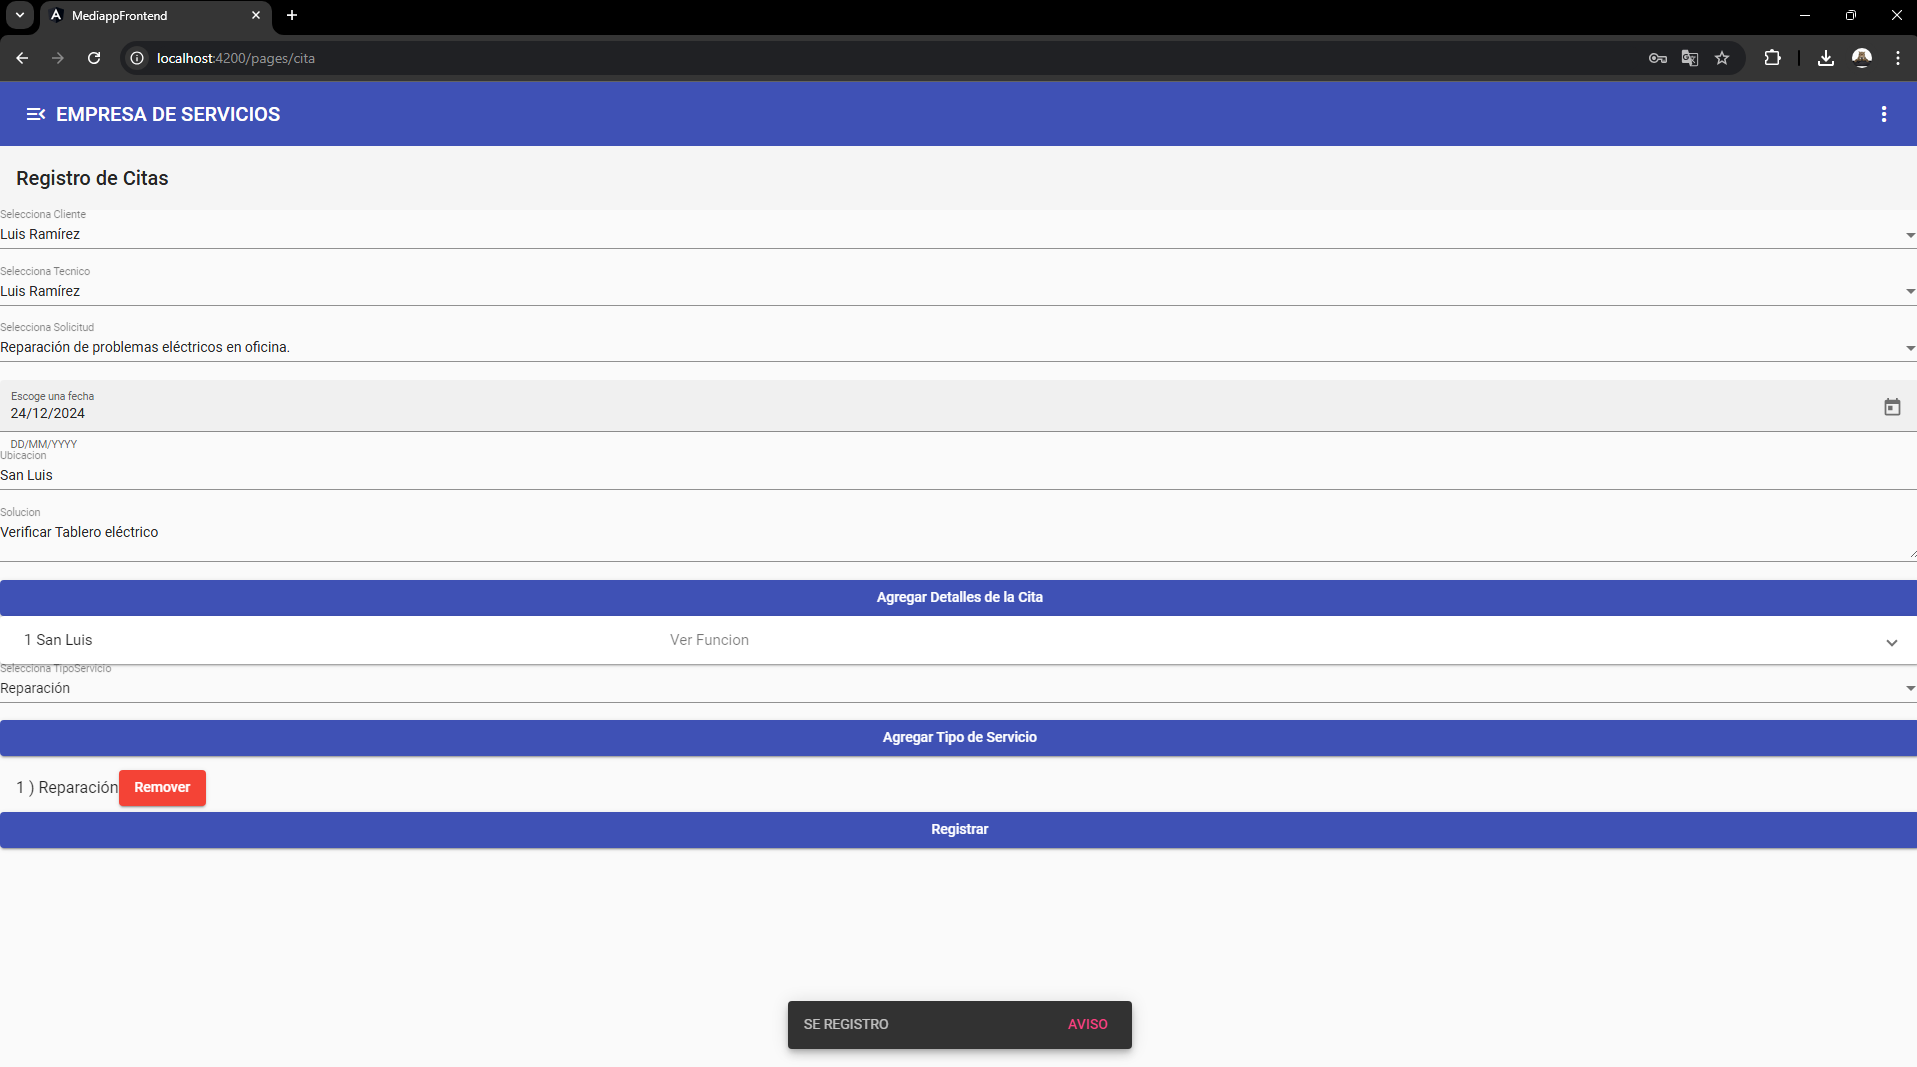 MediappFrontend
localhost:4200/pages/cita
EMPRESA DE SERVICIOS
Registro de Citas
Selecciona Cliente
Luis Ramírez
Selecciona Tecnico
Luis Ramírez
Selecciona Solicitud
Reparación de problemas eléctricos en oficina.
Escoge una fecha
24/12/2024
DD/MM/YYYY
Ubicacion
San Luis
Solucion
Verificar Tablero eléctrico
Agregar Detalles de la Cita
1 San Luis Ver Funcion
Selecciona TipoServicio
Reparación
Agregar Tipo de Servicio
1 ) Reparación Remover
Registrar
SE REGISTRO AVISO